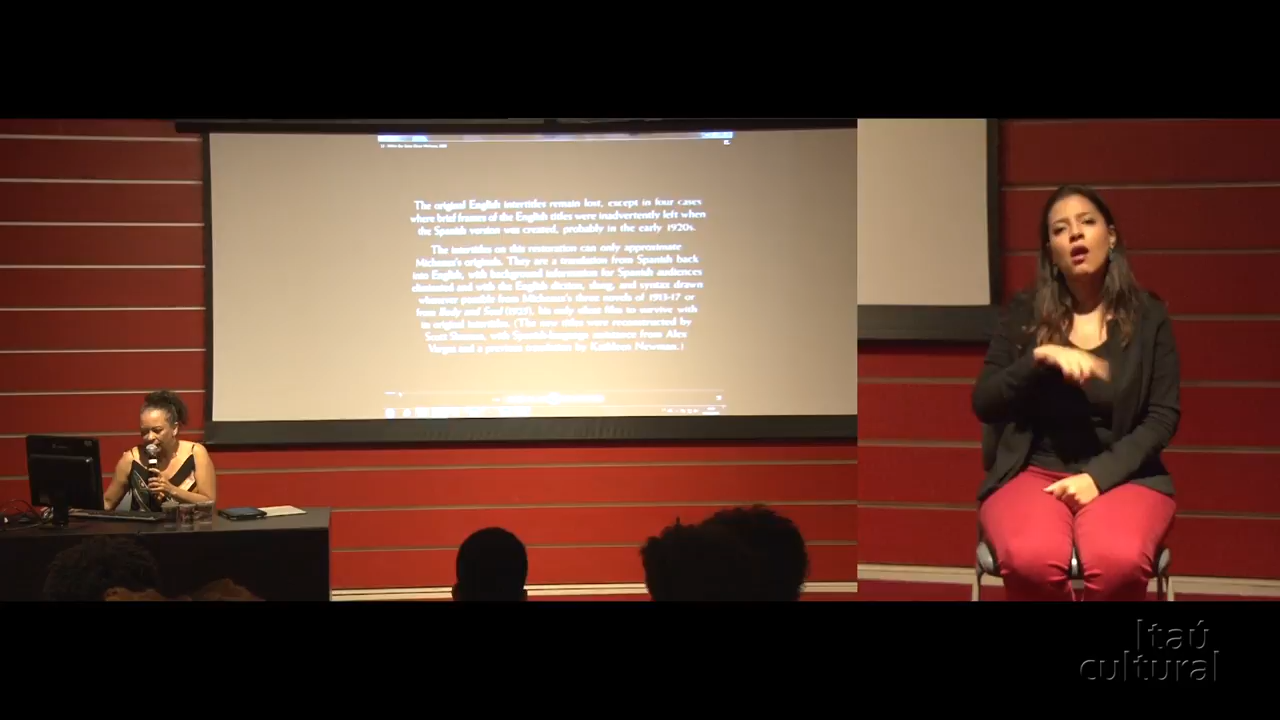 The original English intertitles remain lost, except in four cases
where brief frames of the English titles were inadvertently left when
the Spanish version was created, probably in the early 1920s.
The intertitles on this restoration can only approximate
Micheaux's originals. They are a translation from Spanish back
into English, with background information for Spanish audiences
eliminated and with the English diction, slang, and syntax drawn
whenever possible from Micheaux's three novels of 1913-17 or
from Body and Soul (1925), his only silent film to survive with
its original intertitles. (The new titles were reconstructed by
Scott Simmon, with Spanish-language assistance from Alex
Vargas and a previous translation by Kathleen Newman.)
Itaú
cultural